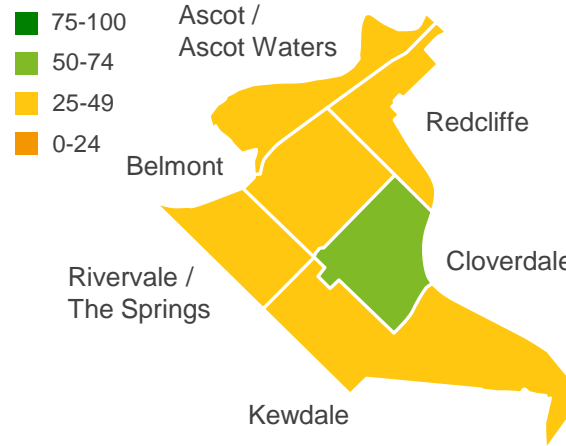 75-100
50-74
25-49
0-24
Ascot /
Ascot Waters
Redcliffe
Belmont
Cloverdale
Rivervale /
The Springs
Kewdale